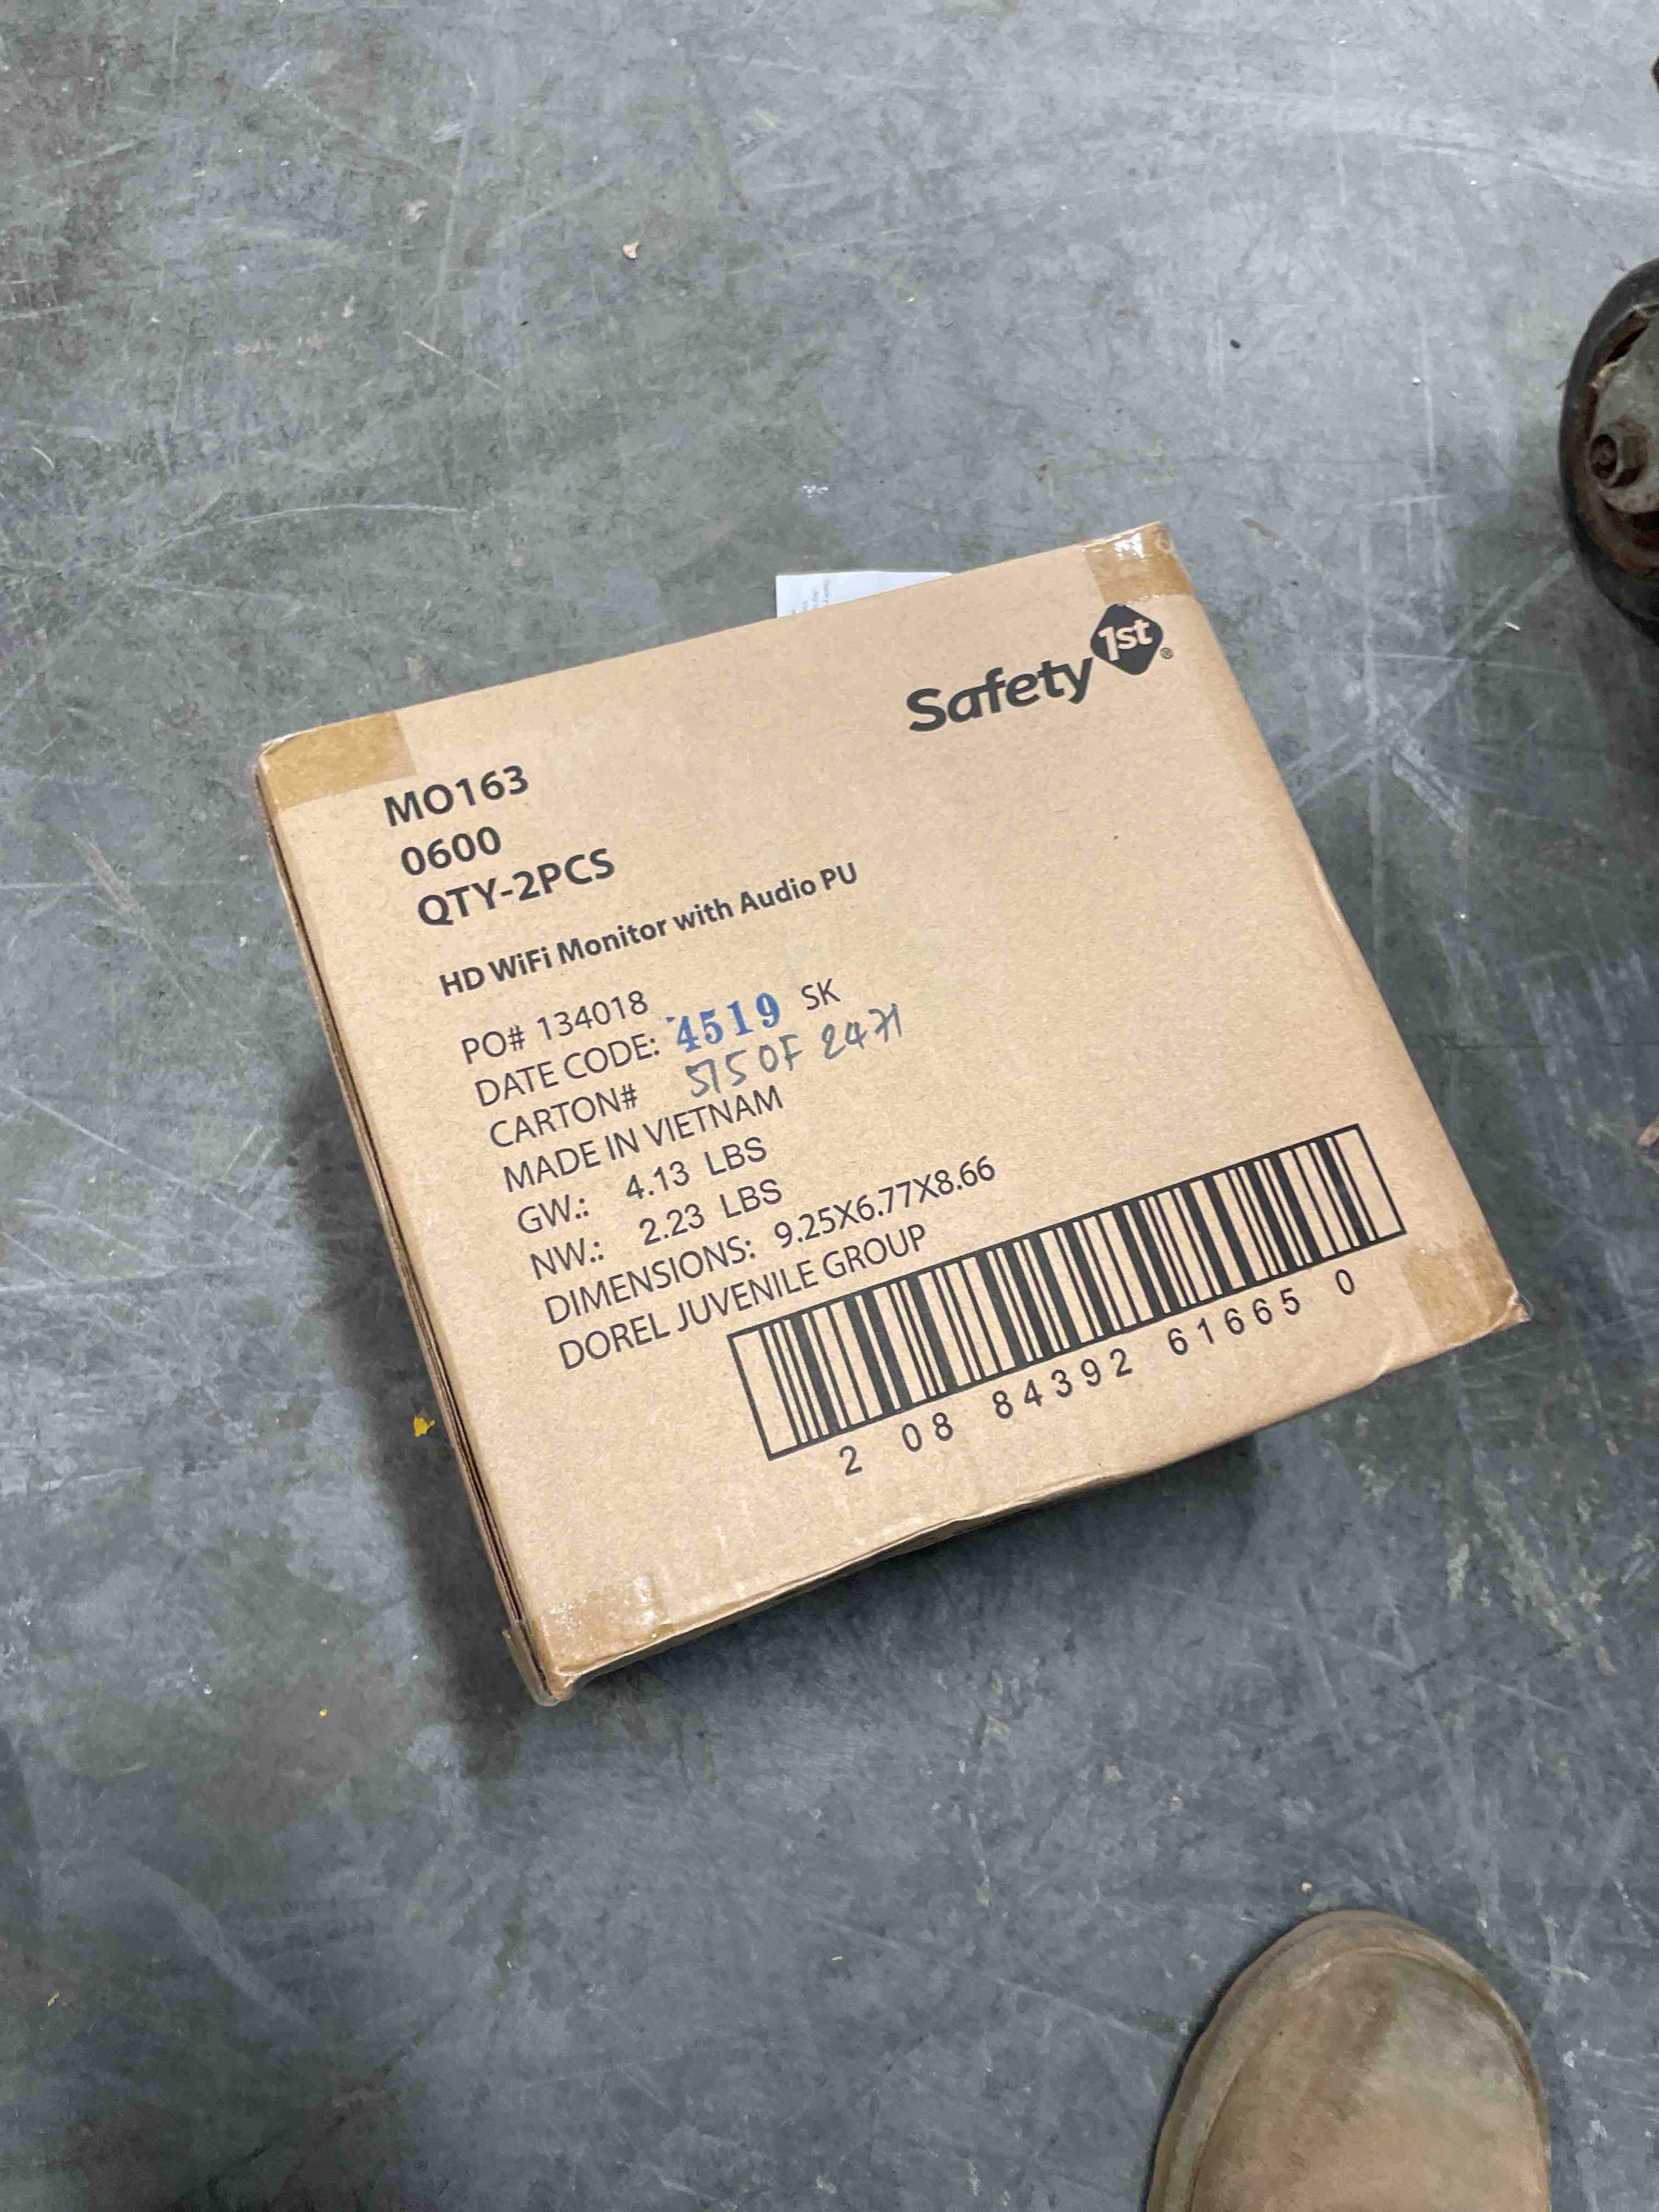 Safety 1st®
MO163
0600
QTY-2PCS
HD WiFi Monitor with Audio PU
PO# 134018
DATE CODE: 4519 SK
CARTON# 515 OF 2471
MADE IN VIETNAM
GW.: 4.13 LBS
NW.: 2.23 LBS
DIMENSIONS: 9.25X6.77X8.66
DOREL JUVENILE GROUP
2 08 84392 61665 0